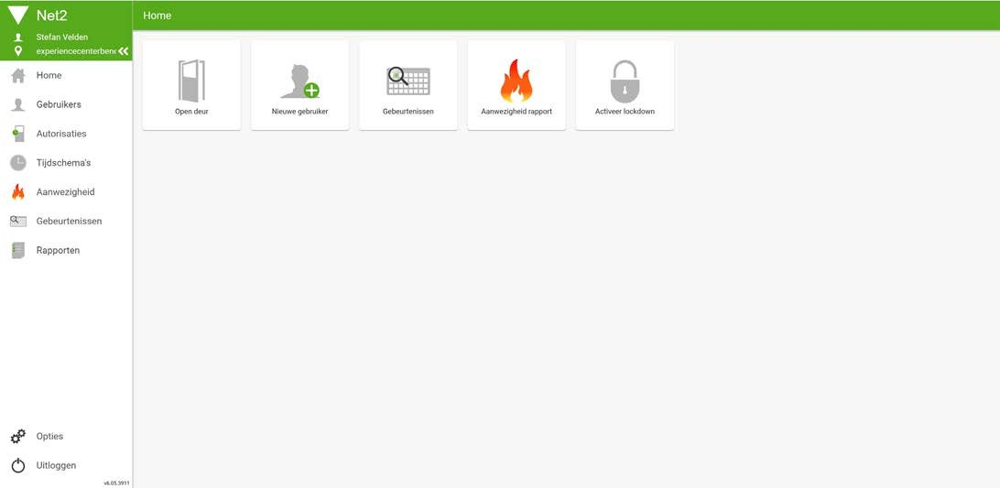 Net2
Stefan Velden
Home
Home
Gebruikers
Autorisaties
Tijdschema's
Aanwezigheid
Gebeurtenissen
Rapporten
Opties
Uitloggen
v6.05.3911
Open deur
Nieuwe gebruiker
Gebeurtenissen
Aanwezigheid rapport
Activeer lockdown